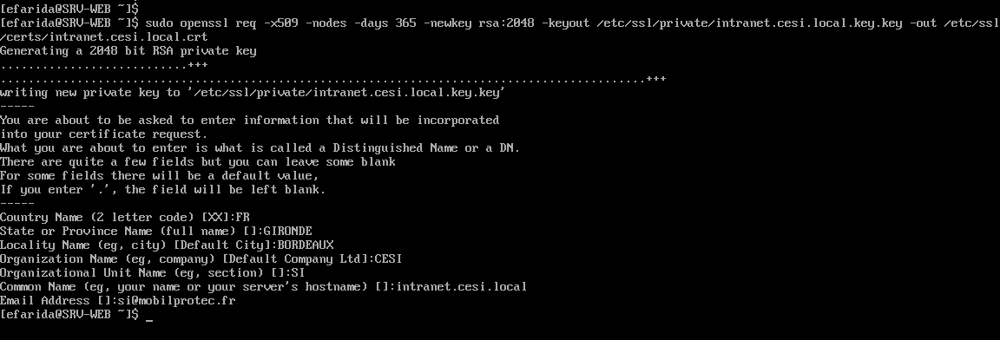 [efarida@SRV-WEB ~]$
[efarida@SRV-WEB ~]$ sudo openssl req -x509 -nodes -days 365 -newkey rsa:2048 -keyout /etc/ssl/private/intranet.cesi.local.key.key -out /etc/ssl
/certs/intranet.cesi.local.crt
Generating a 2048 bit RSA private key
...........................+++
.......................................................................................+++
writing new private key to '/etc/ssl/private/intranet.cesi.local.key.key'
-----
You are about to be asked to enter information that will be incorporated
into your certificate request.
What you are about to enter is what is called a Distinguished Name or a DN.
There are quite a few fields but you can leave some blank
For some fields there will be a default value,
If you enter '.', the field will be left blank.
-----
Country Name (2 letter code) [XX]:FR
State or Province Name (full name) []:GIRONDE
Locality Name (eg, city) [Default City]:BORDEAUX
Organization Name (eg, company) [Default Company Ltd]:CESI
Organizational Unit Name (eg, section) []:SI
Common Name (eg, your name or your server's hostname) []:intranet.cesi.local
Email Address []:si@mobilprotec.fr
[efarida@SRV-WEB ~]$ _